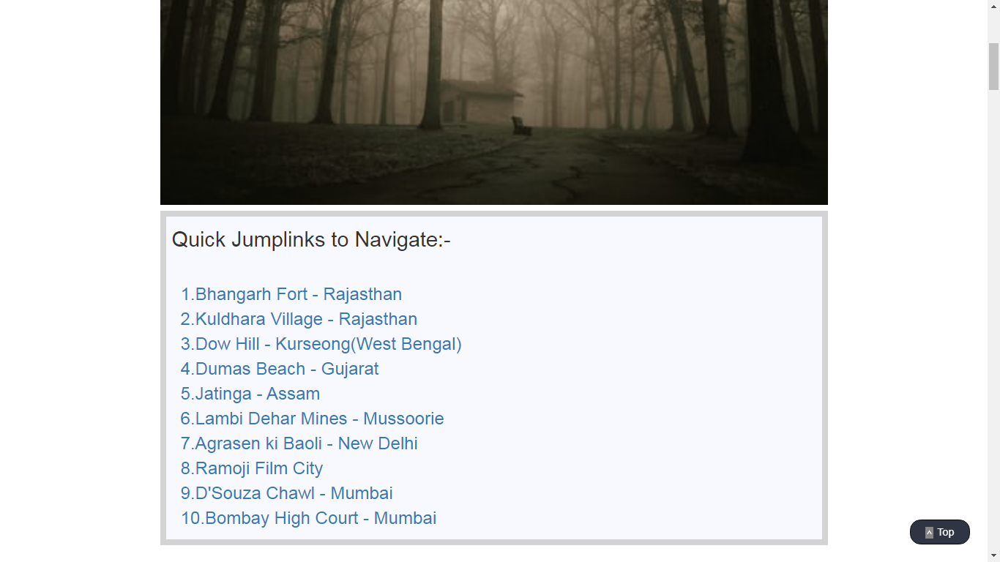 Quick Jumplinks to Navigate:-
1.Bhangarh Fort - Rajasthan
2.Kuldhara Village - Rajasthan
3.Dow Hill - Kurseong(West Bengal)
4.Dumas Beach - Gujarat
5.Jatinga - Assam
6.Lambi Dehar Mines - Mussoorie
7.Agrasen ki Baoli - New Delhi
8.Ramoji Film City
9.D'Souza Chawl - Mumbai
10.Bombay High Court - Mumbai
Top